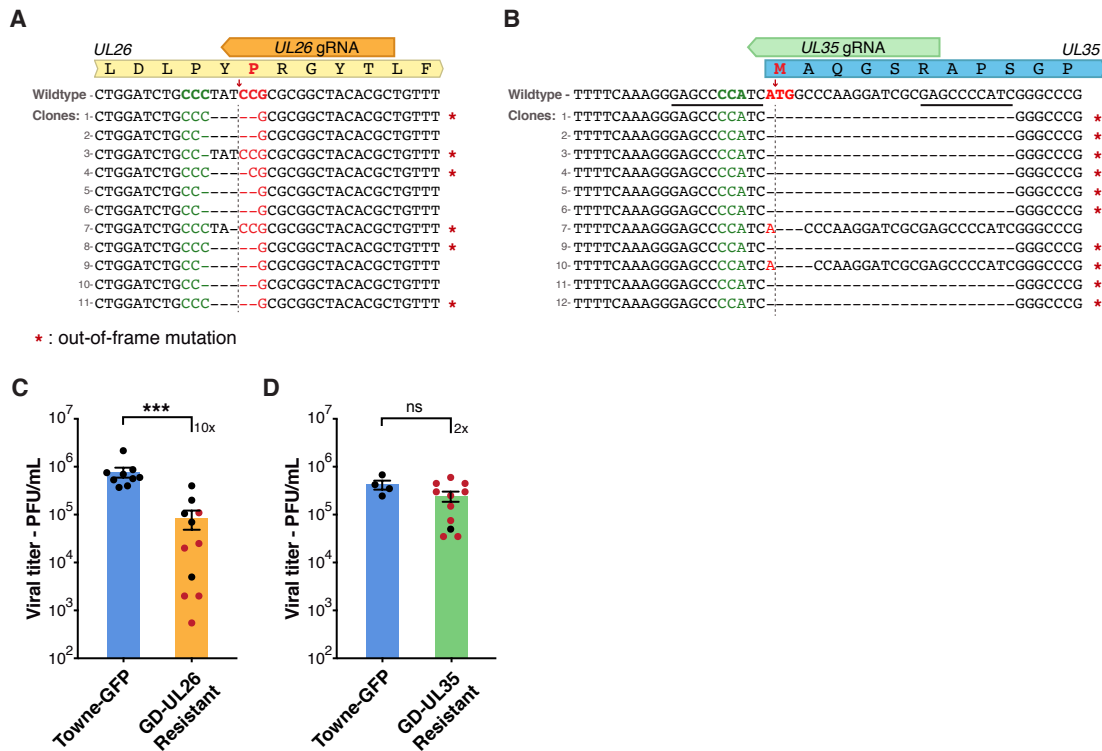 A
UL26
UL26 gRNA
L D L P Y P R G Y T L F
Wildtype - CTGGATCTGCCCTATCCGCGCGGCTACACGCTGTTT
Clones:
1- CTGGATCTGCCC-----GCGCGGCTACACGCTGTTT *
2- CTGGATCTGCC------GCGCGGCTACACGCTGTTT
3- CTGGATCTGCC-TATCCGCGCGGCTACACGCTGTTT *
4- CTGGATCTGCCC----CGCGCGGCTACACGCTGTTT *
5- CTGGATCTGCC------GCGCGGCTACACGCTGTTT
6- CTGGATCTGCC------GCGCGGCTACACGCTGTTT
7- CTGGATCTGCCCTA-CCGCGCGGCTACACGCTGTTT *
8- CTGGATCTGCCC-----GCGCGGCTACACGCTGTTT *
9- CTGGATCTGCC------GCGCGGCTACACGCTGTTT
10- CTGGATCTGCC------GCGCGGCTACACGCTGTTT
11- CTGGATCTGCCC-----GCGCGGCTACACGCTGTTT *
* : out-of-frame mutation
B
UL35 gRNA
UL35
M A Q G S R A P S G P
Wildtype - TTTTCAAAGGGAGCCCCATCATGGCCCAAGGATCGCGAGCCCCATCGGGCCCG
Clones:
1- TTTTCAAAGGGAGCCCCATC--------------------------GGGCCCG *
2- TTTTCAAAGGGAGCCCCATC--------------------------GGGCCCG *
3- TTTTCAAAGGGAGCCCCATC--------------------------GGGCCCG *
4- TTTTCAAAGGGAGCCCCATC--------------------------GGGCCCG *
5- TTTTCAAAGGGAGCCCCATC--------------------------GGGCCCG *
6- TTTTCAAAGGGAGCCCCATC--------------------------GGGCCCG *
7- TTTTCAAAGGGAGCCCCATCA---CCCAAGGATCGCGAGCCCCATCGGGCCCG
9- TTTTCAAAGGGAGCCCCATC--------------------------GGGCCCG *
10- TTTTCAAAGGGAGCCCCATCA----CCAAGGATCGCGAGCCCCATCGGGCCCG *
11- TTTTCAAAGGGAGCCCCATC--------------------------GGGCCCG *
12- TTTTCAAAGGGAGCCCCATC--------------------------GGGCCCG *
C
Viral titer - PFU/mL
10⁷
10⁶
10⁵
10⁴
10³
10²
***
10x
Towne-GFP
GD-UL26
Resistant
D
Viral titer - PFU/mL
10⁷
10⁶
10⁵
10⁴
10³
10²
ns
2x
Towne-GFP
GD-UL35
Resistant